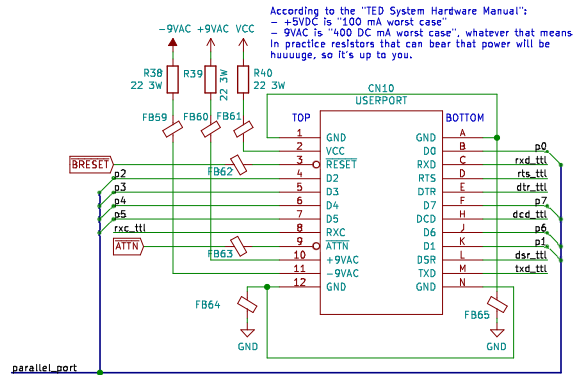 According to the "TED System Hardware Manual":
- +5VDC is "100 mA worst case"
- 9VAC is "400 DC mA worst case", whatever that means
In practice resistors that can bear that power will be
huuuge, so it's up to you.
-9VAC +9VAC VCC
R38 R39 R40
22 3W 22 3W 22 3W
CN10
USERPORT
FB59 FB60 FB61
TOP BOTTOM
1 GND GND A
2 VCC D0 B p0
BRESET FB62 3 RESET RXD C rxd_ttl
p2 4 D2 RTS D rts_ttl
p3 5 D3 DTR E dtr_ttl
p4 6 D4 D7 F p7
p5 7 D5 DCD H dcd_ttl
rxc_ttl 8 RXC D6 J p6
ATTN FB63 9 ATTN D1 K p1
10 +9VAC DSR L dsr_ttl
11 -9VAC TXD M txd_ttl
12 GND GND N
FB64 FB65
GND GND
parallel_port